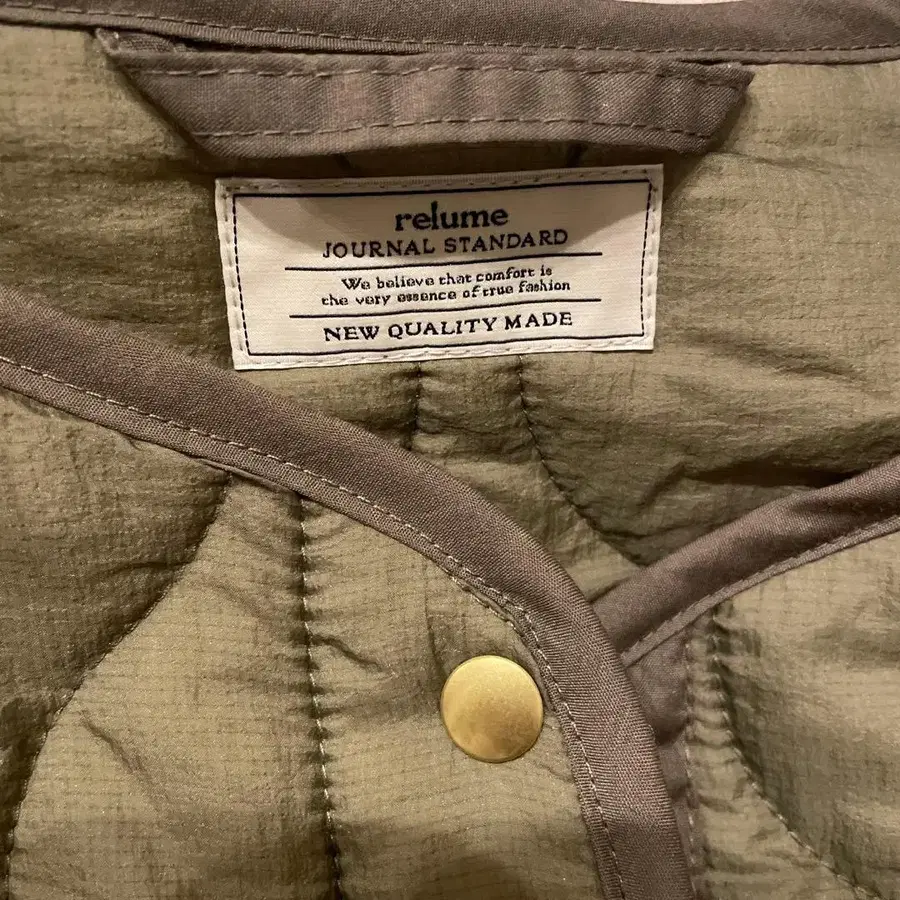 relume
JOURNAL STANDARD
We believe that comfort is
the very essence of true fashion
NEW QUALITY MADE